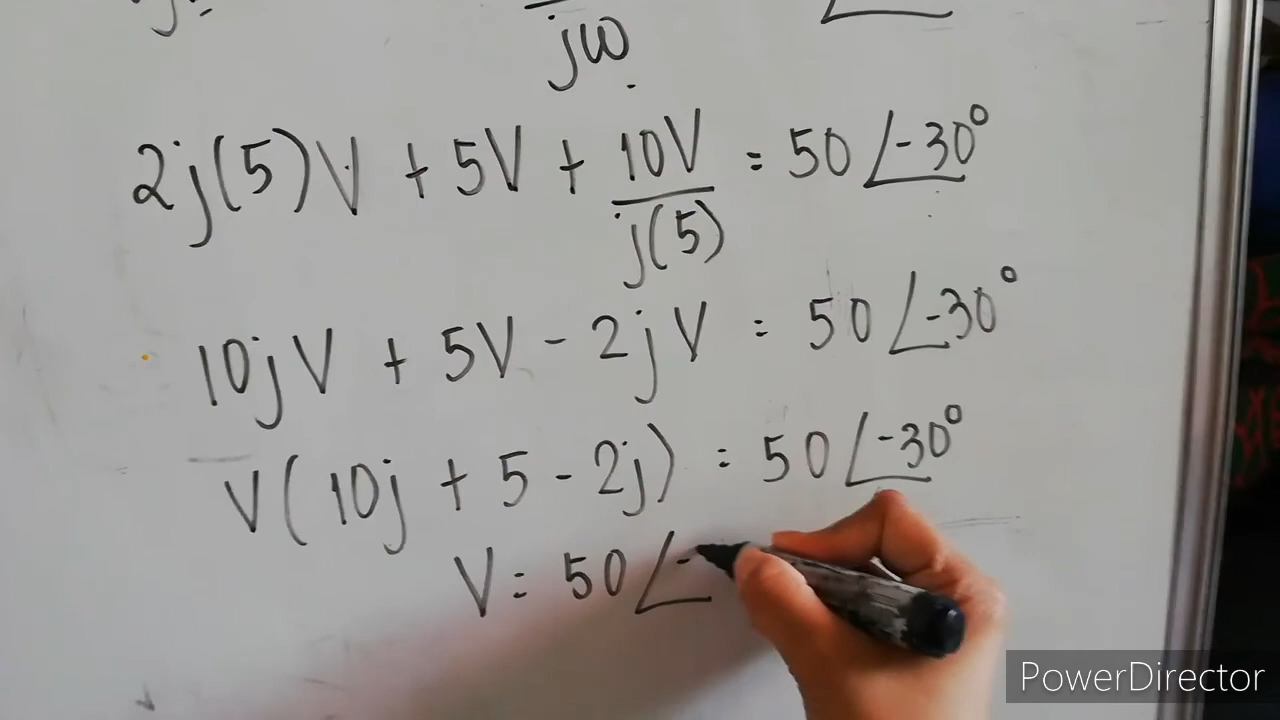 jω
2j(5)V + 5V + 10V/j(5) = 50∠-30°
10jV + 5V - 2jV = 50∠-30°
V(10j + 5 - 2j) = 50∠-30°
V = 50∠-
PowerDirector